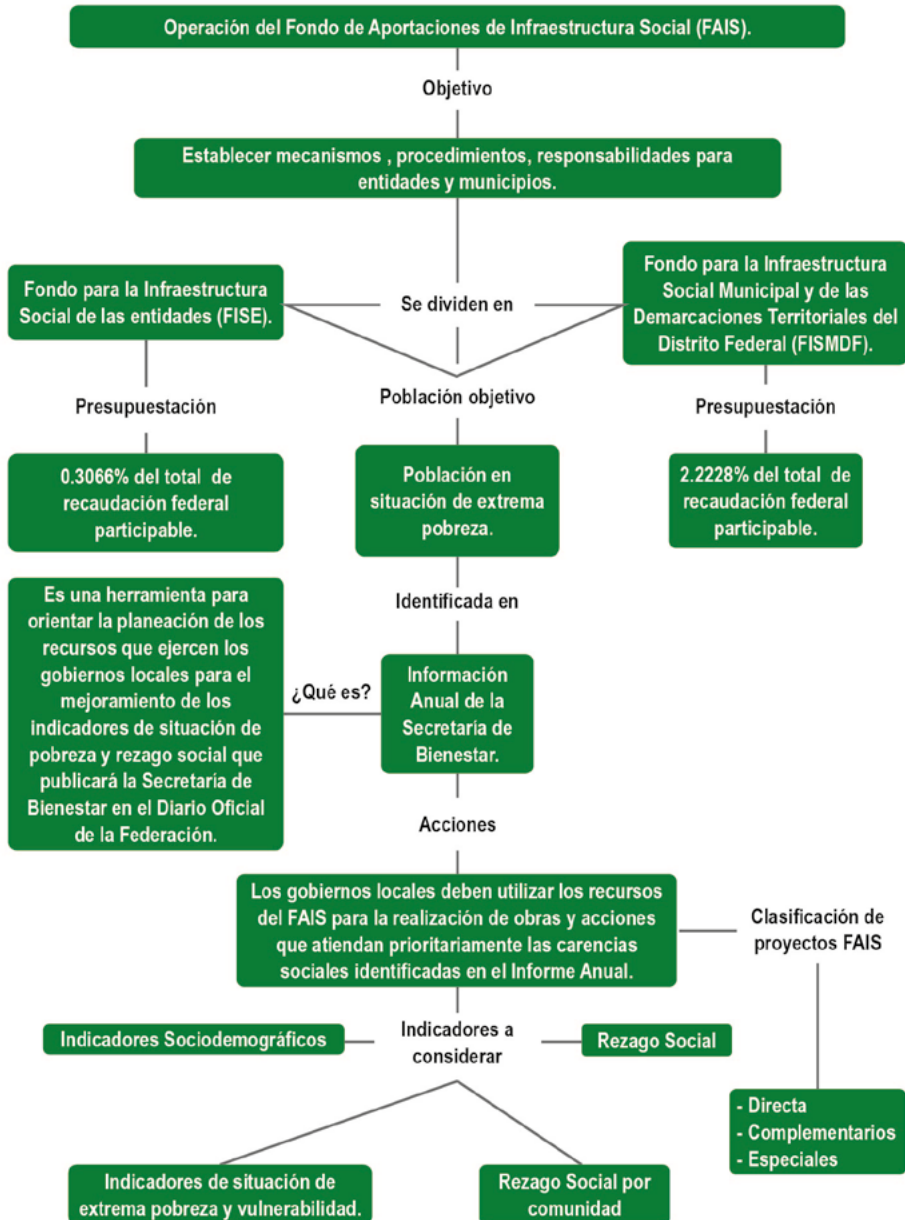 Operación del Fondo de Aportaciones de Infraestructura Social (FAIS).
Objetivo
Establecer mecanismos , procedimientos, responsabilidades para
entidades y municipios.
Fondo para la Infraestructura
Social de las entidades (FISE).
Se dividen en
Fondo para la Infraestructura
Social Municipal y de las
Demarcaciones Territoriales del
Distrito Federal (FISMDF).
Presupuestación
Población objetivo
Presupuestación
0.3066% del total de
recaudación federal
participable.
Población en
situación de extrema
pobreza.
2.2228% del total de
recaudación federal
participable.
Identificada en
Es una herramienta para
orientar la planeación de los
recursos que ejercen los
gobiernos locales para el
mejoramiento de los
indicadores de situación de
pobreza y rezago social que
publicará la Secretaría de
Bienestar en el Diario Oficial
de la Federación.
¿Qué es?
Información
Anual de la
Secretaría de
Bienestar.
Acciones
Los gobiernos locales deben utilizar los recursos
del FAIS para la realización de obras y acciones
que atiendan prioritariamente las carencias
sociales identificadas en el Informe Anual.
Clasificación de
proyectos FAIS
Indicadores Sociodemográficos
Indicadores a
considerar
Rezago Social
- Directa
- Complementarios
- Especiales
Indicadores de situación de
extrema pobreza y vulnerabilidad.
Rezago Social por
comunidad